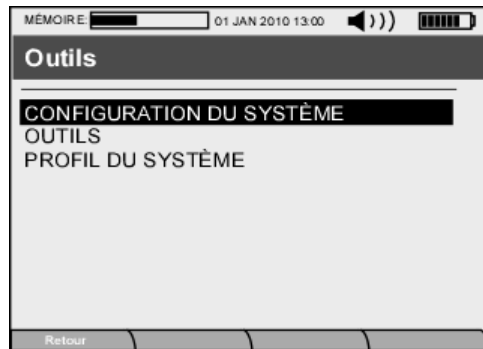 MÉMOIRE: 01 JAN 2010 13:00
Outils
CONFIGURATION DU SYSTÈME
OUTILS
PROFIL DU SYSTÈME
Retour